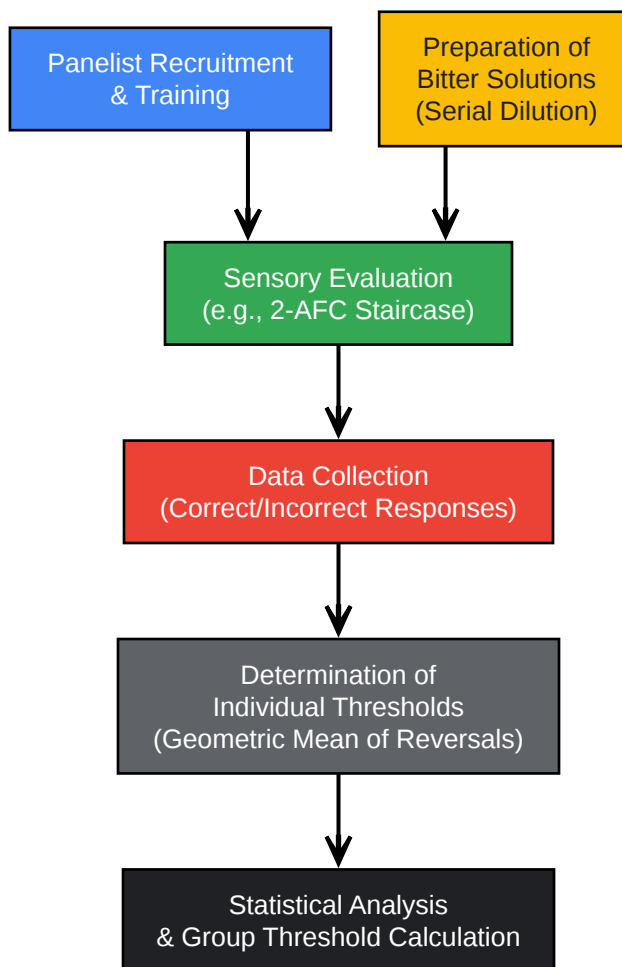 Panelist Recruitment
& Training
Preparation of
Bitter Solutions
(Serial Dilution)
Sensory Evaluation
(e.g., 2-AFC Staircase)
Data Collection
(Correct/Incorrect Responses)
Determination of
Individual Thresholds
(Geometric Mean of Reversals)
Statistical Analysis
& Group Threshold Calculation